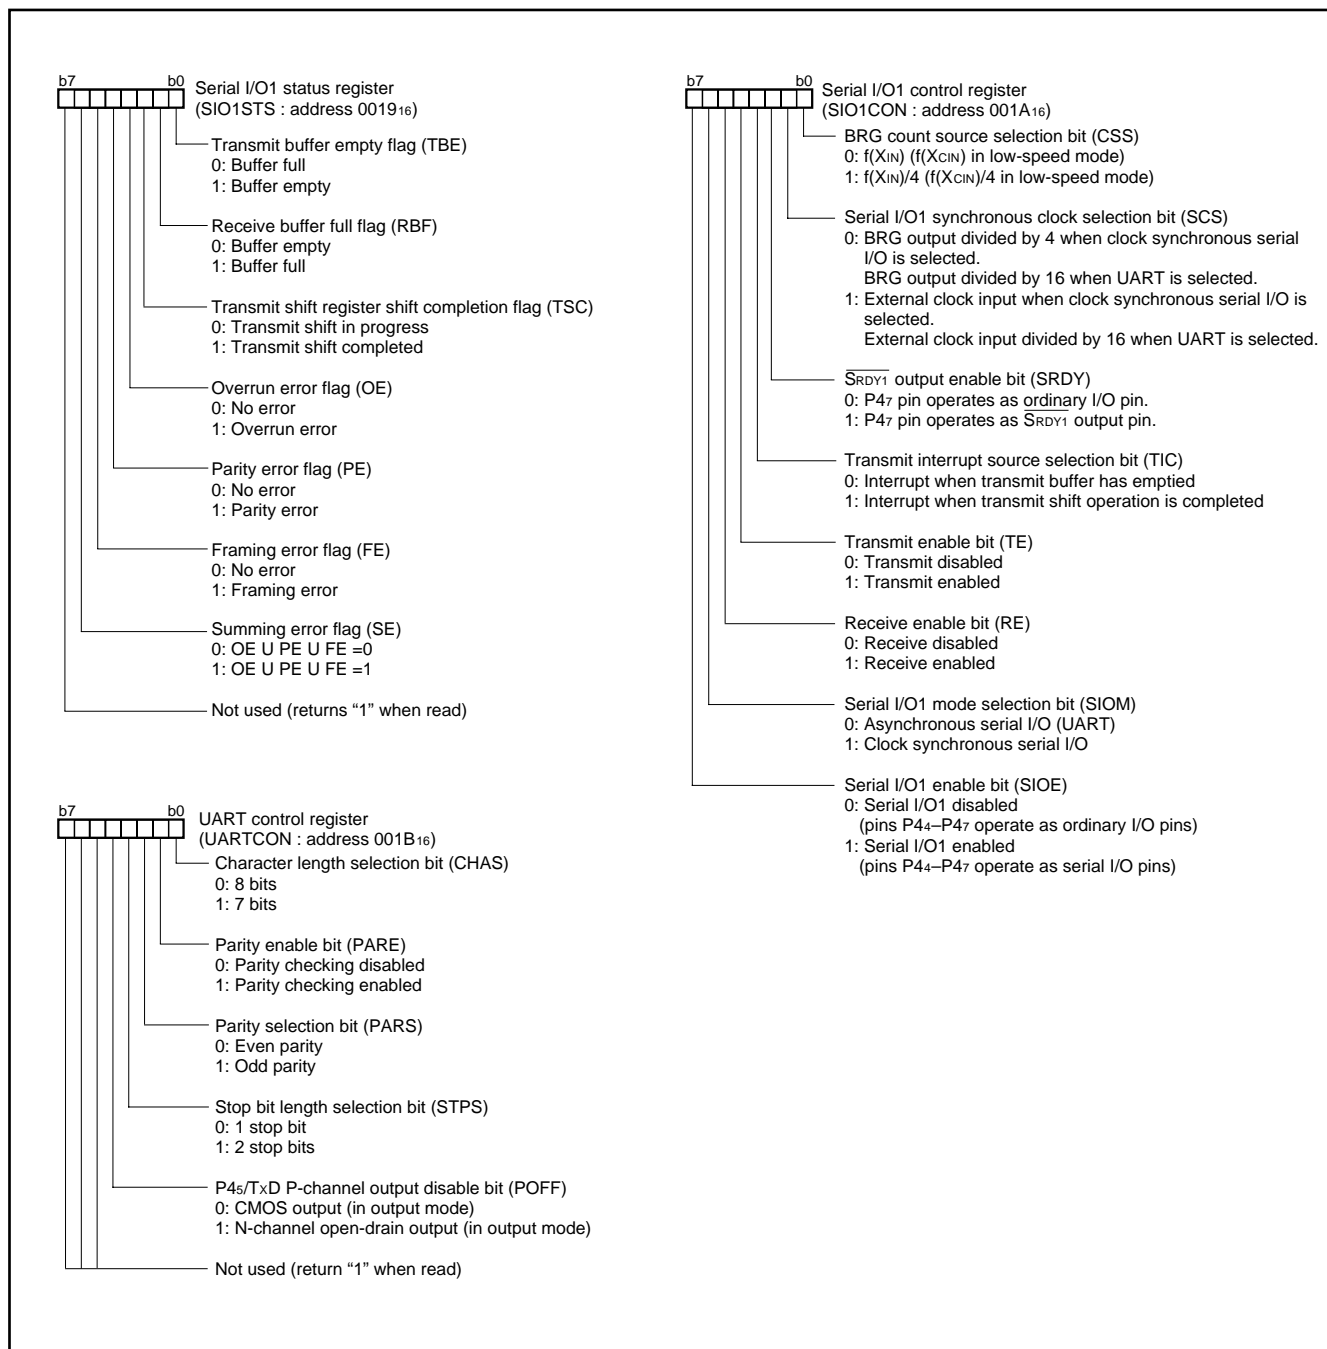 b7 b0
Serial I/O1 status register
(SIO1STS : address 0019₁₆)
Transmit buffer empty flag (TBE)
0: Buffer full
1: Buffer empty
Receive buffer full flag (RBF)
0: Buffer empty
1: Buffer full
Transmit shift register shift completion flag (TSC)
0: Transmit shift in progress
1: Transmit shift completed
Overrun error flag (OE)
0: No error
1: Overrun error
Parity error flag (PE)
0: No error
1: Parity error
Framing error flag (FE)
0: No error
1: Framing error
Summing error flag (SE)
0: OE U PE U FE =0
1: OE U PE U FE =1
Not used (returns “1” when read)
b7 b0
UART control register
(UARTCON : address 001B₁₆)
Character length selection bit (CHAS)
0: 8 bits
1: 7 bits
Parity enable bit (PARE)
0: Parity checking disabled
1: Parity checking enabled
Parity selection bit (PARS)
0: Even parity
1: Odd parity
Stop bit length selection bit (STPS)
0: 1 stop bit
1: 2 stop bits
P4₅/TxD P-channel output disable bit (POFF)
0: CMOS output (in output mode)
1: N-channel open-drain output (in output mode)
Not used (return “1” when read)
b7 b0
Serial I/O1 control register
(SIO1CON : address 001A₁₆)
BRG count source selection bit (CSS)
0: f(XIN) (f(XCIN) in low-speed mode)
1: f(XIN)/4 (f(XCIN)/4 in low-speed mode)
Serial I/O1 synchronous clock selection bit (SCS)
0: BRG output divided by 4 when clock synchronous serial
I/O is selected.
BRG output divided by 16 when UART is selected.
1: External clock input when clock synchronous serial I/O is
selected.
External clock input divided by 16 when UART is selected.
S̅R̅D̅Y̅1̅ output enable bit (SRDY)
0: P4₇ pin operates as ordinary I/O pin.
1: P4₇ pin operates as S̅R̅D̅Y̅1̅ output pin.
Transmit interrupt source selection bit (TIC)
0: Interrupt when transmit buffer has emptied
1: Interrupt when transmit shift operation is completed
Transmit enable bit (TE)
0: Transmit disabled
1: Transmit enabled
Receive enable bit (RE)
0: Receive disabled
1: Receive enabled
Serial I/O1 mode selection bit (SIOM)
0: Asynchronous serial I/O (UART)
1: Clock synchronous serial I/O
Serial I/O1 enable bit (SIOE)
0: Serial I/O1 disabled
(pins P4₄–P4₇ operate as ordinary I/O pins)
1: Serial I/O1 enabled
(pins P4₄–P4₇ operate as serial I/O pins)